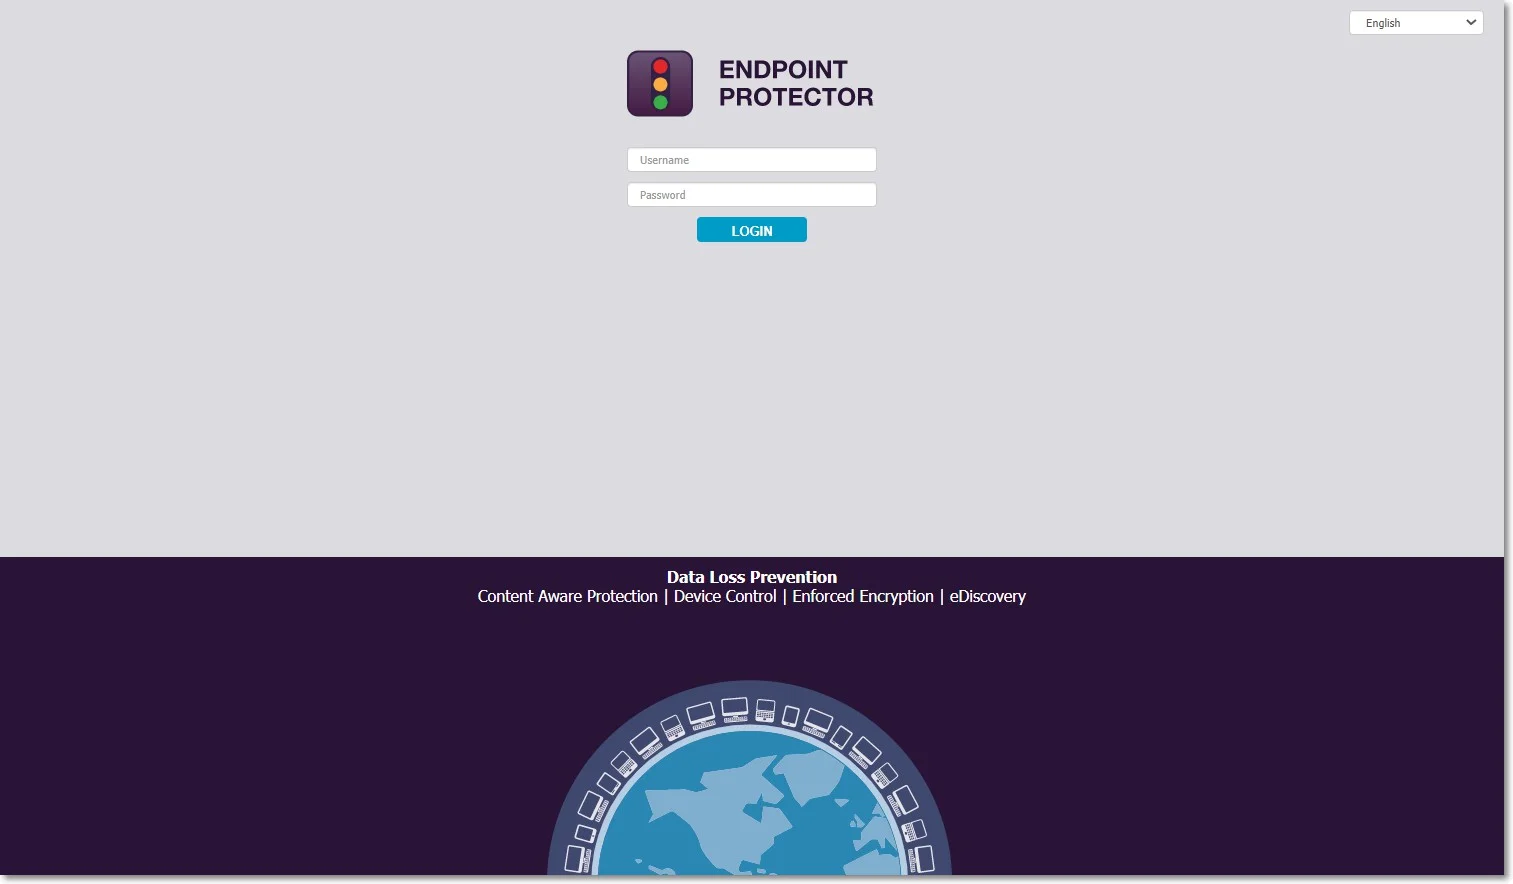 English
ENDPOINT
PROTECTOR
Username
Password
LOGIN
Data Loss Prevention
Content Aware Protection | Device Control | Enforced Encryption | eDiscovery